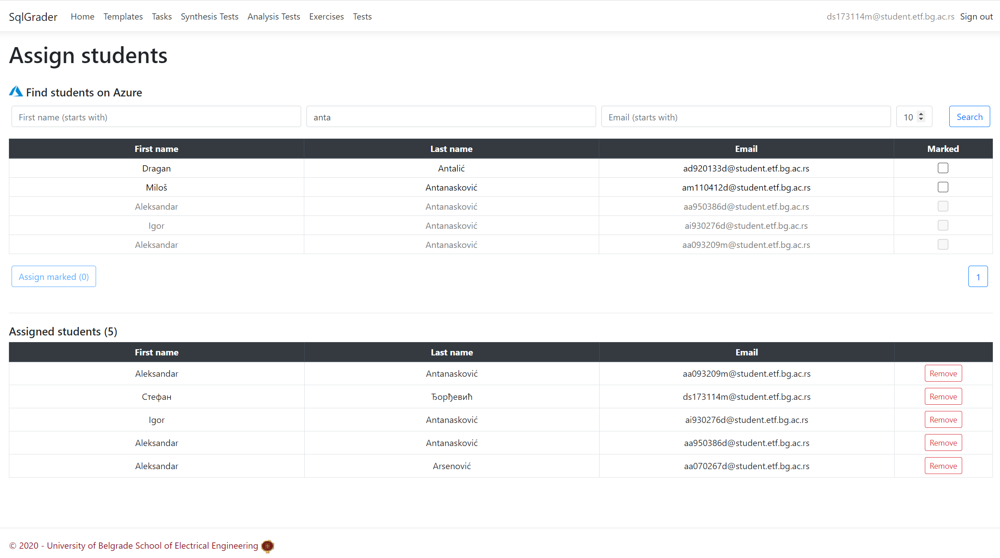 SqlGrader Home Templates Tasks Synthesis Tests Analysis Tests Exercises Tests ds173114m@student.etf.bg.ac.rs Sign out
Assign students
Find students on Azure
First name (starts with) anta Email (starts with) 10 Search
First name Last name Email Marked
Dragan Antalić ad920133d@student.etf.bg.ac.rs
Miloš Antanasković am110412d@student.etf.bg.ac.rs
Aleksandar Antanasković aa950386d@student.etf.bg.ac.rs
Igor Antanasković ai930276d@student.etf.bg.ac.rs
Aleksandar Antanasković aa093209m@student.etf.bg.ac.rs
Assign marked (0) 1
Assigned students (5)
First name Last name Email
Aleksandar Antanasković aa093209m@student.etf.bg.ac.rs Remove
Стефан Ђорђевић ds173114m@student.etf.bg.ac.rs Remove
Igor Antanasković ai930276d@student.etf.bg.ac.rs Remove
Aleksandar Antanasković aa950386d@student.etf.bg.ac.rs Remove
Aleksandar Arsenović aa070267d@student.etf.bg.ac.rs Remove
© 2020 - University of Belgrade School of Electrical Engineering